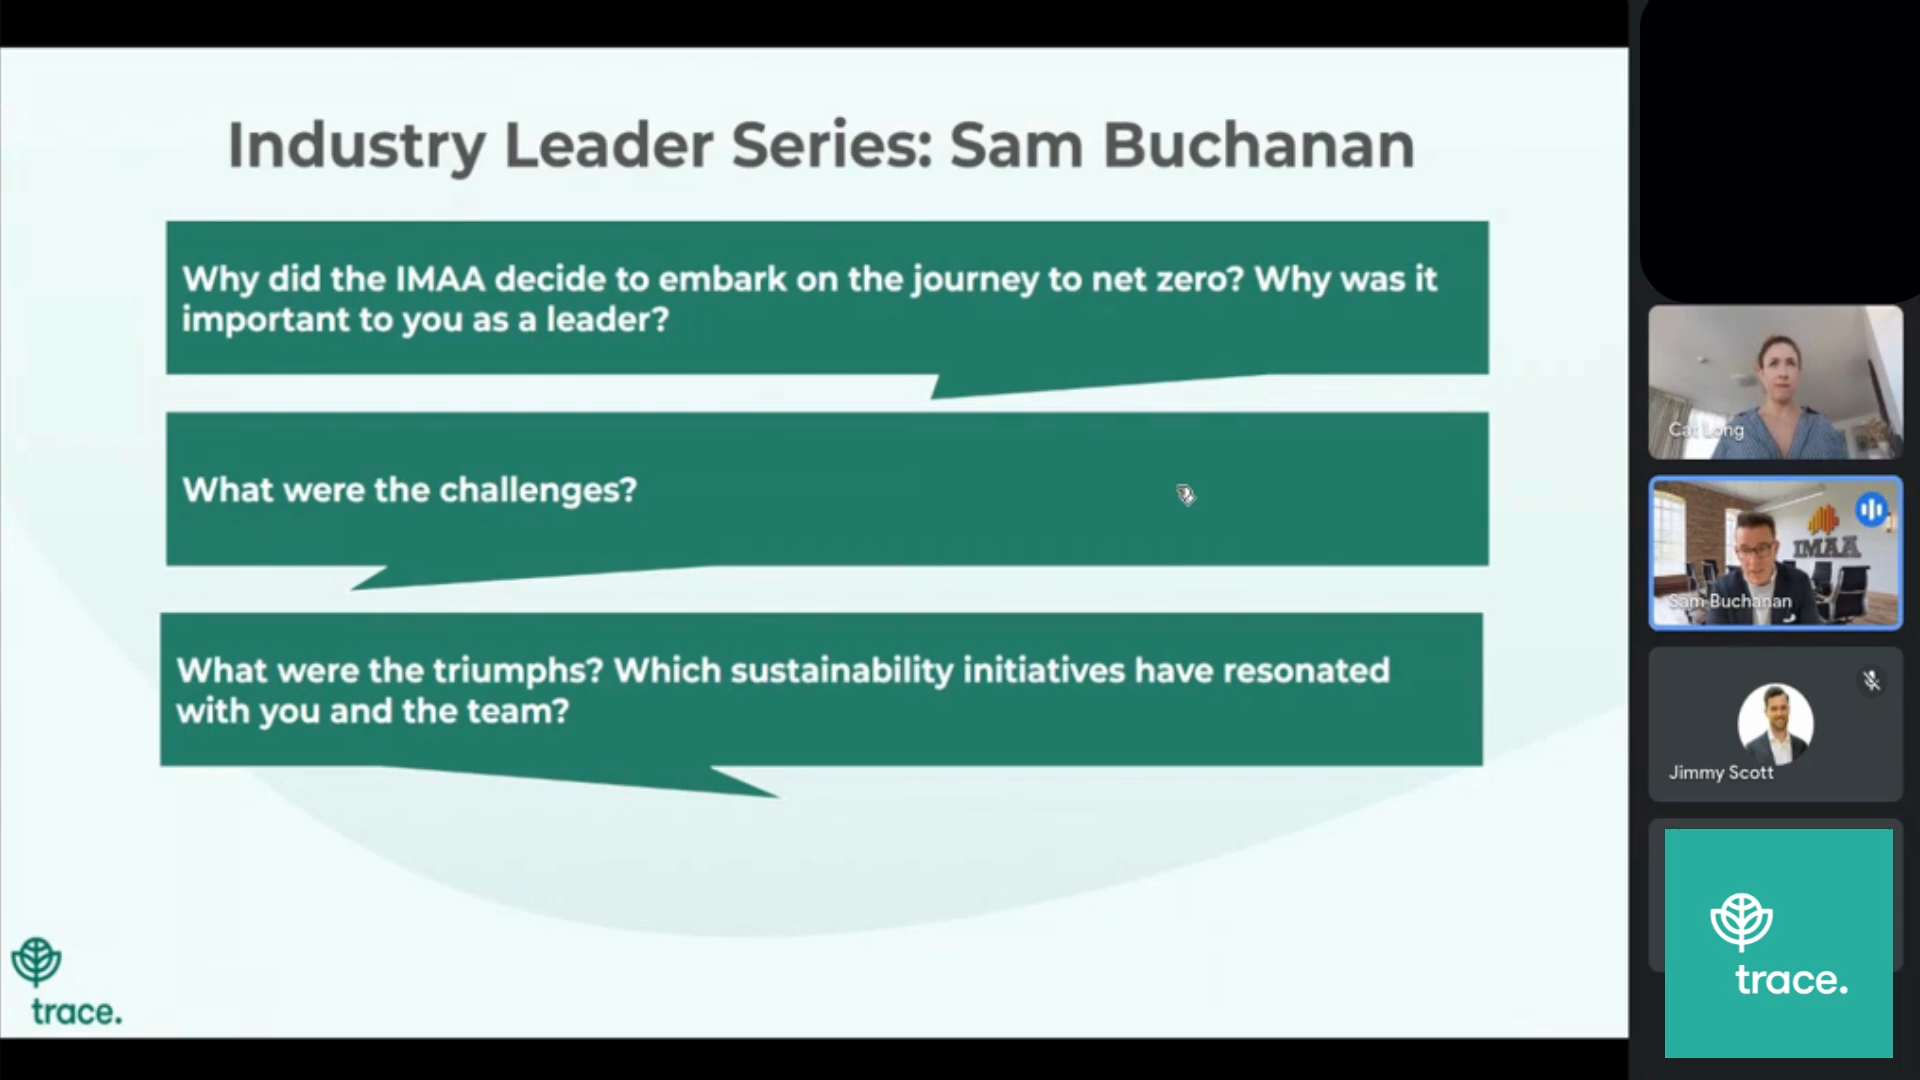 Industry Leader Series: Sam Buchanan
Why did the IMAA decide to embark on the journey to net zero? Why was it
important to you as a leader?
What were the challenges?
What were the triumphs? Which sustainability initiatives have resonated
with you and the team?
trace.
Cat Long
IMAA
Sam Buchanan
Jimmy Scott
trace.